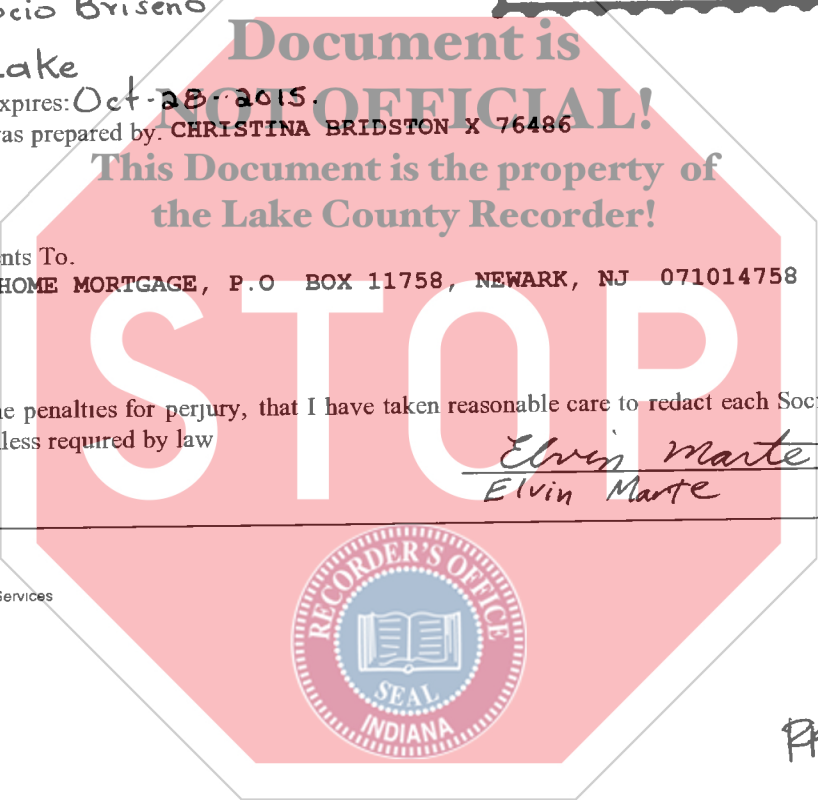 ocio Briseno
Document is
Lake
xpires: Oct-28-2015.
NOT OFFICIAL!
as prepared by. CHRISTINA BRIDSTON X 76486
This Document is the property of
the Lake County Recorder!
nts To.
HOME MORTGAGE, P.O BOX 11758, NEWARK, NJ 071014758
STOP
e penalties for perjury, that I have taken reasonable care to redact each Soci
less required by law
Elvin Marte
Elvin Marte
RECORDER'S OFFICE
Services
SEAL
INDIANA